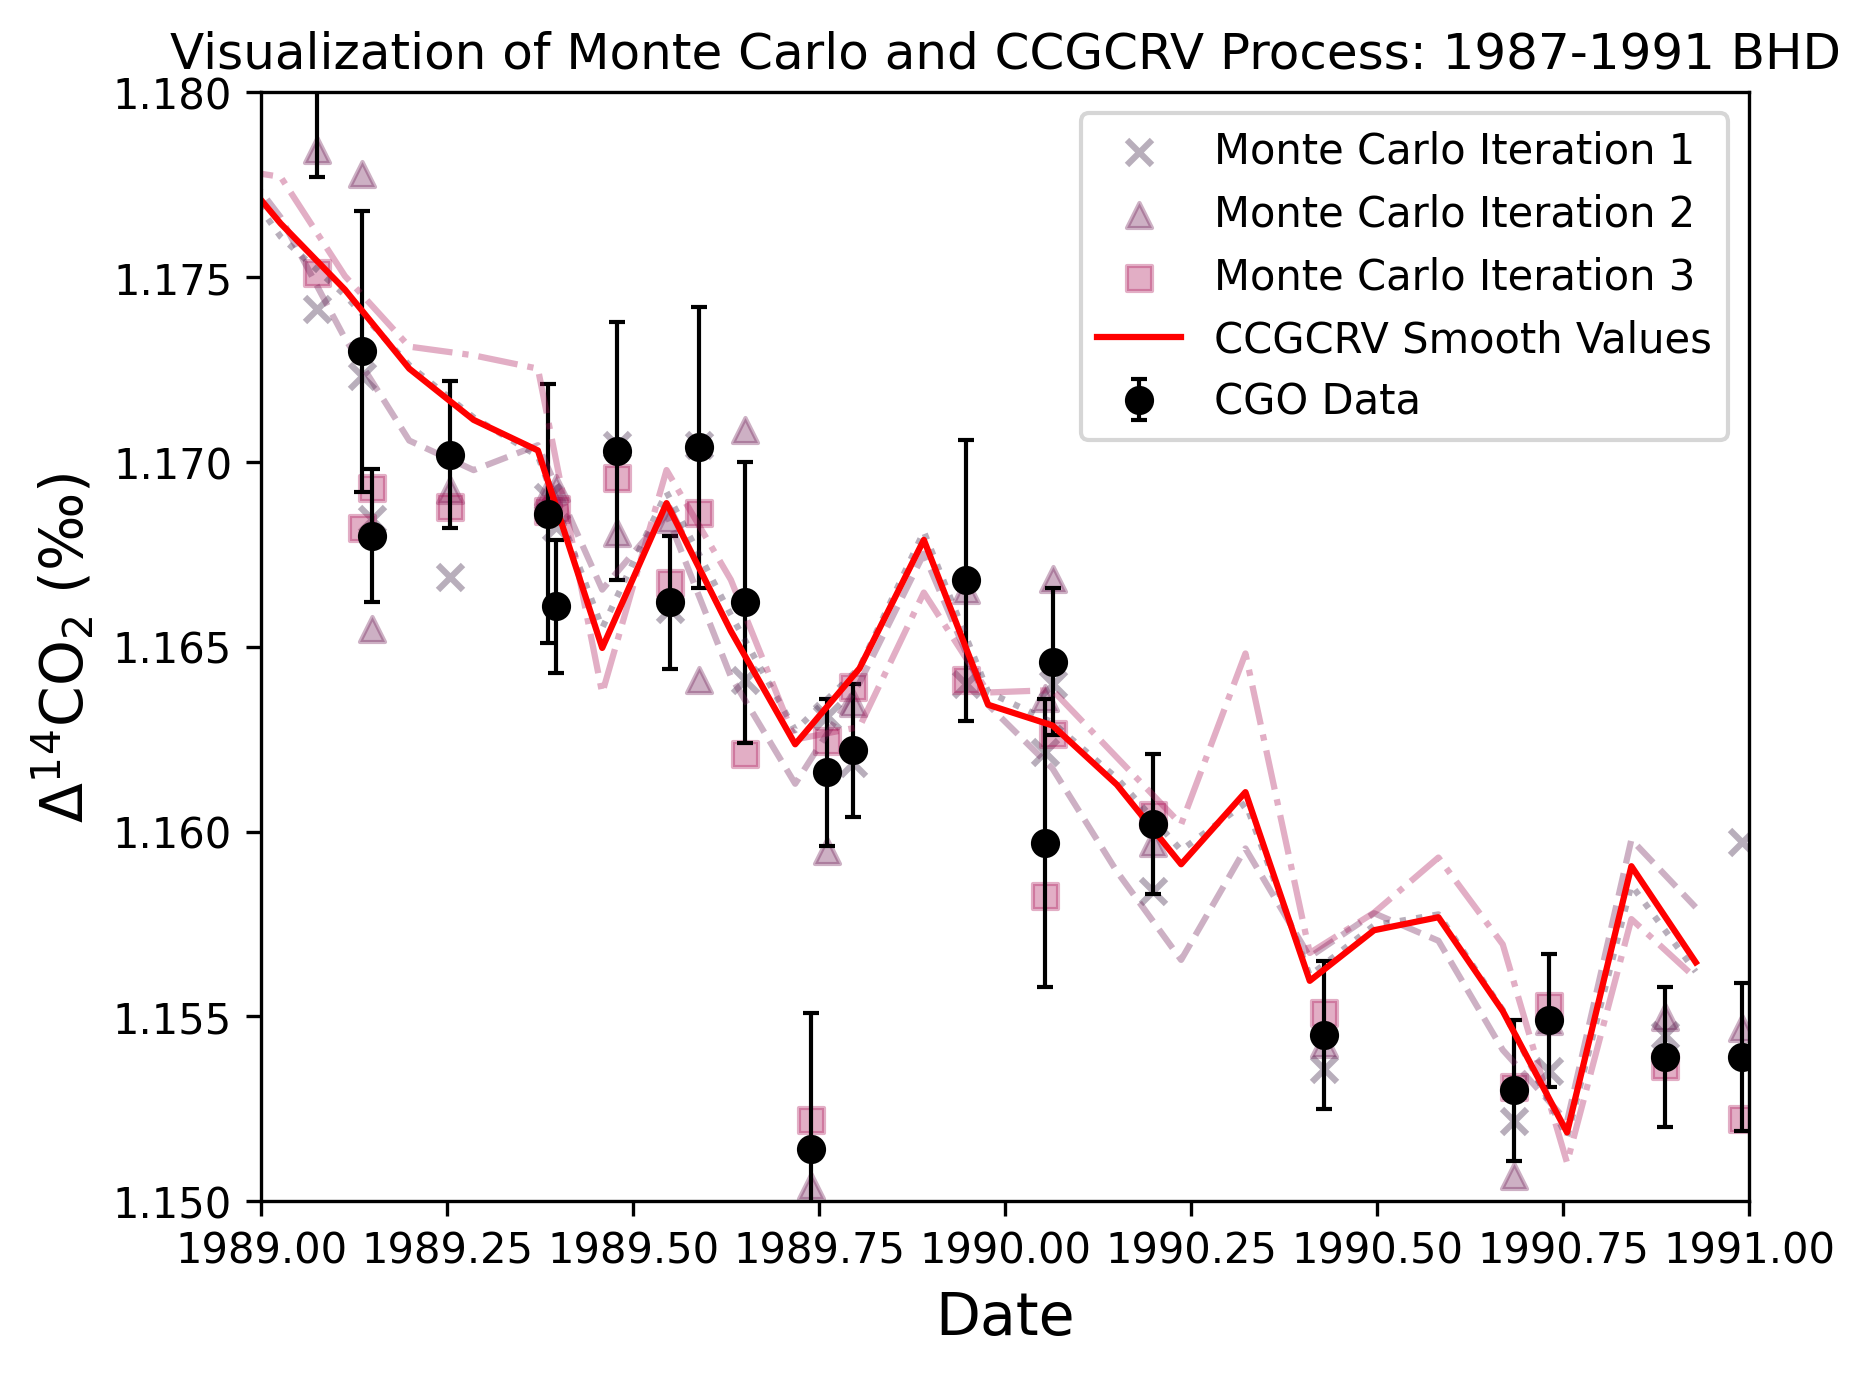 Visualization of Monte Carlo and CCGCRV Process: 1987-1991 BHD
1.180
1.175
1.170
1.165
1.160
1.155
1.150
Δ¹⁴CO₂ (‰)
Monte Carlo Iteration 1
Monte Carlo Iteration 2
Monte Carlo Iteration 3
CCGCRV Smooth Values
CGO Data
1989.00 1989.25 1989.50 1989.75 1990.00 1990.25 1990.50 1990.75 1991.00
Date